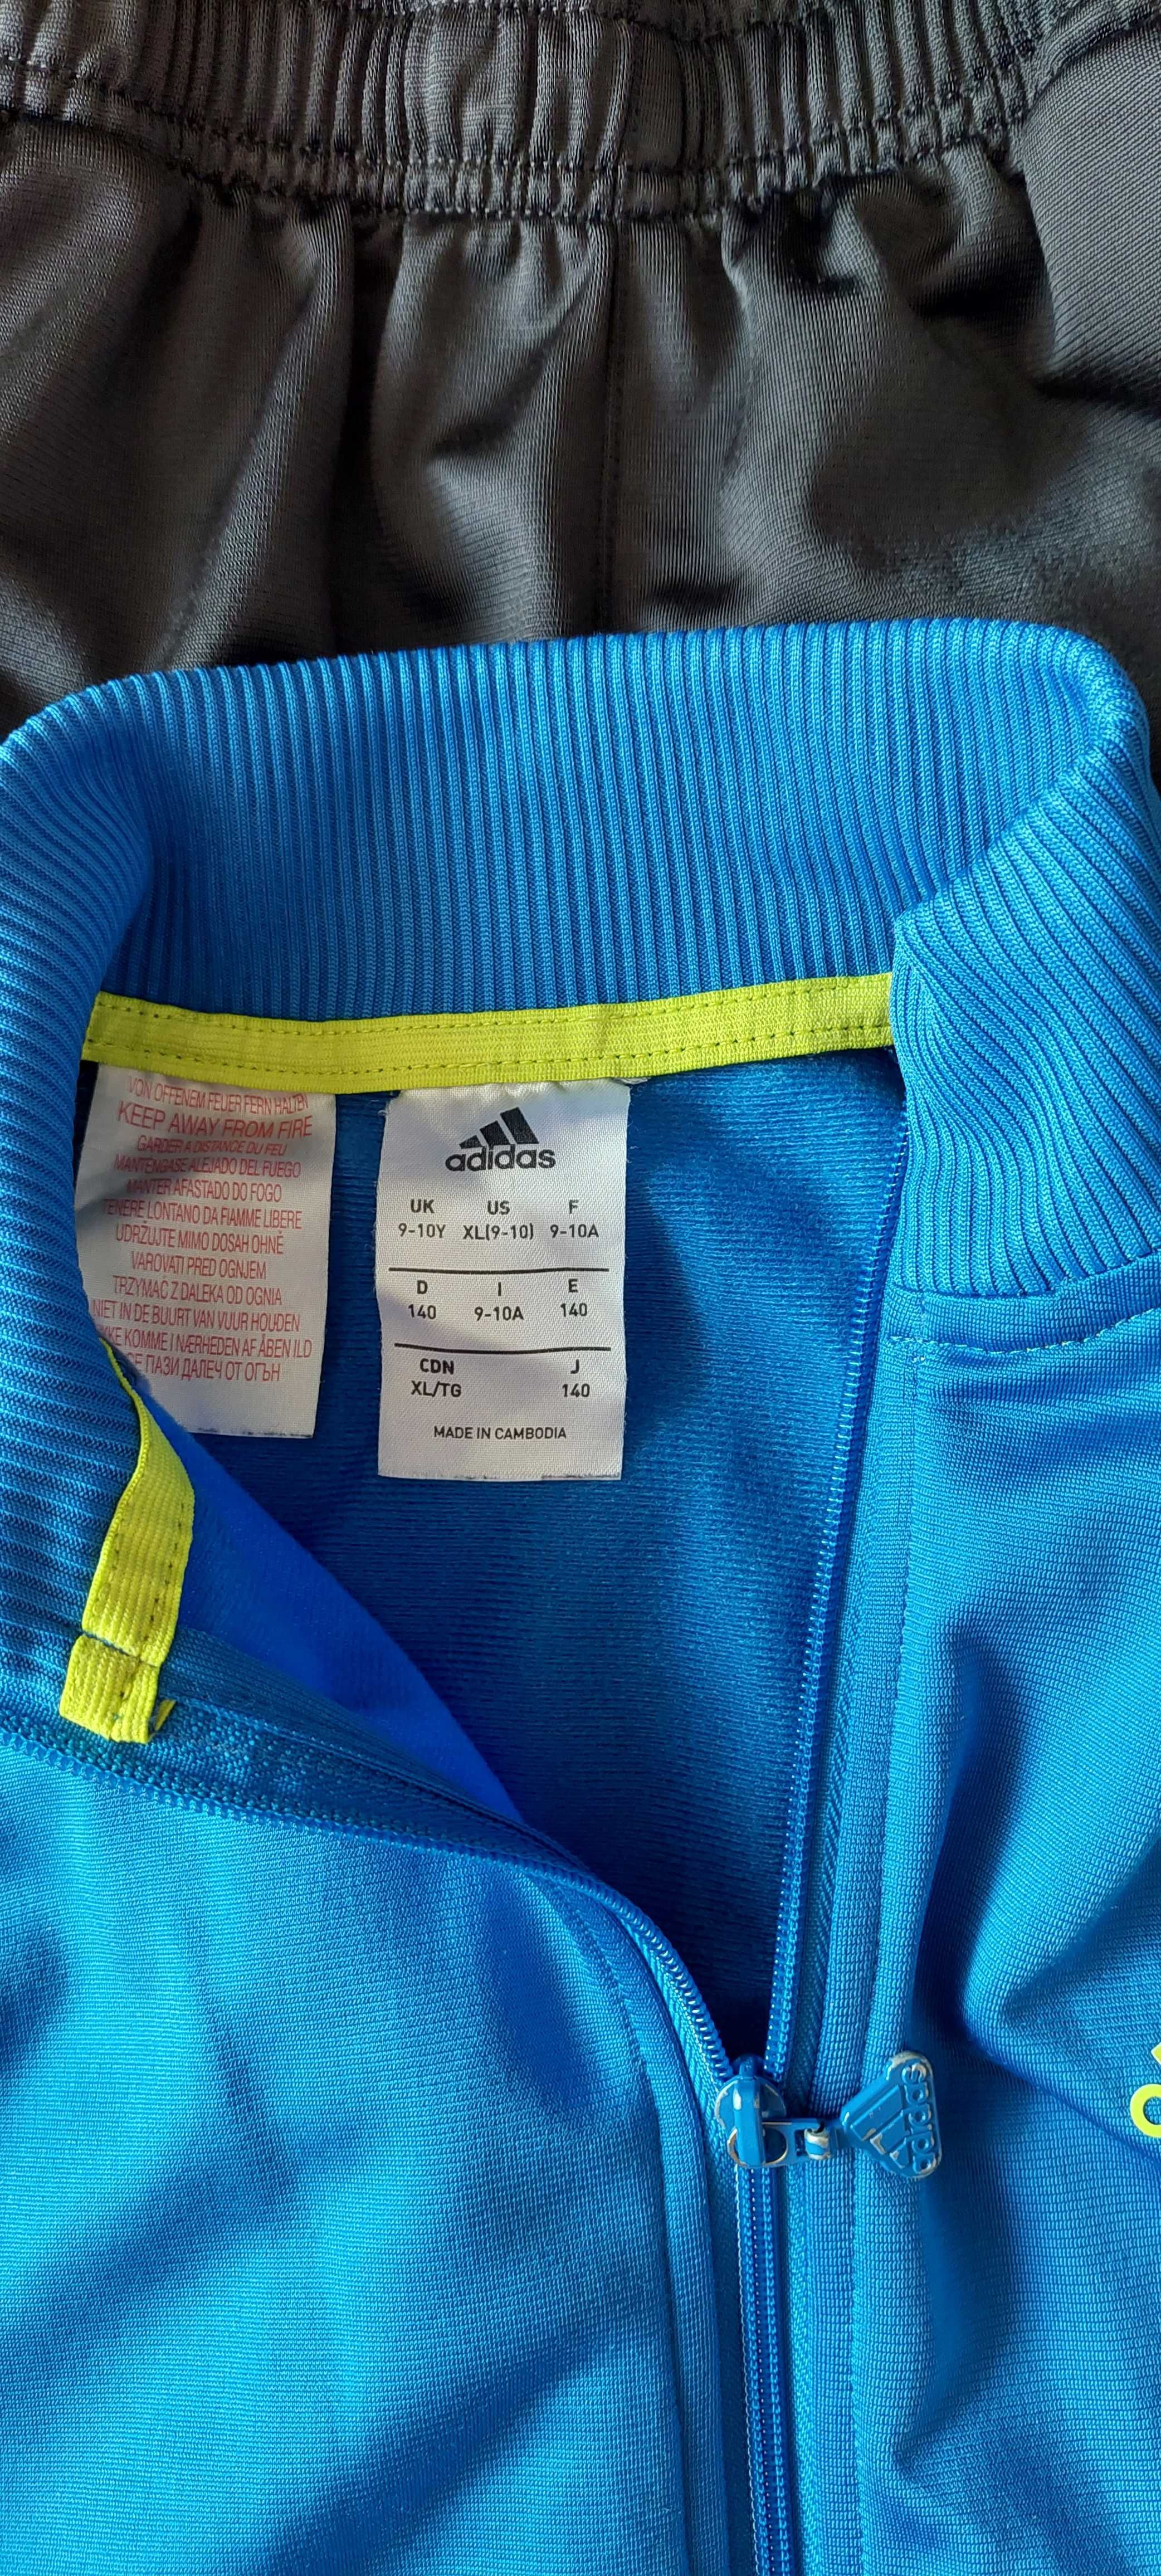 VON OFFENEM FEUER FERN HALTEN
KEEP AWAY FROM FIRE
GARDER A DISTANCE DU FEU
MANTENGASE ALEJADO DEL FUEGO
MANTER AFASTADO DO FOGO
TENERE LONTANO DA FIAMME LIBERE
UDRŽUJTE MIMO DOSAH OHNĚ
VAROVATI PRED OGNJEM
TRZYMAĆ Z DALEKA OD OGNIA
NIET IN DE BUURT VAN VUUR HOUDEN
KOMME I NÆRHEDEN AF ÅBEN ILD
ПАЗИ ДАЛЕЧ ОТ ОГЪН
adidas
UK US F
9-10Y XL(9-10) 9-10A
D I E
140 9-10A 140
CDN J
XL/TG 140
MADE IN CAMBODIA
adidas